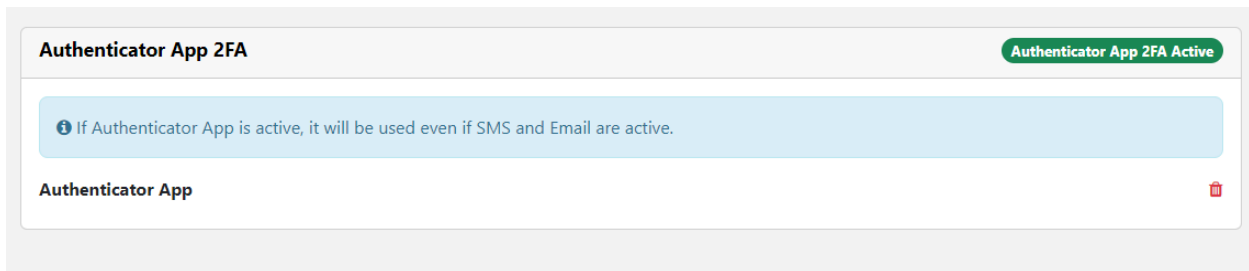 Authenticator App 2FA
Authenticator App 2FA Active
If Authenticator App is active, it will be used even if SMS and Email are active.
Authenticator App